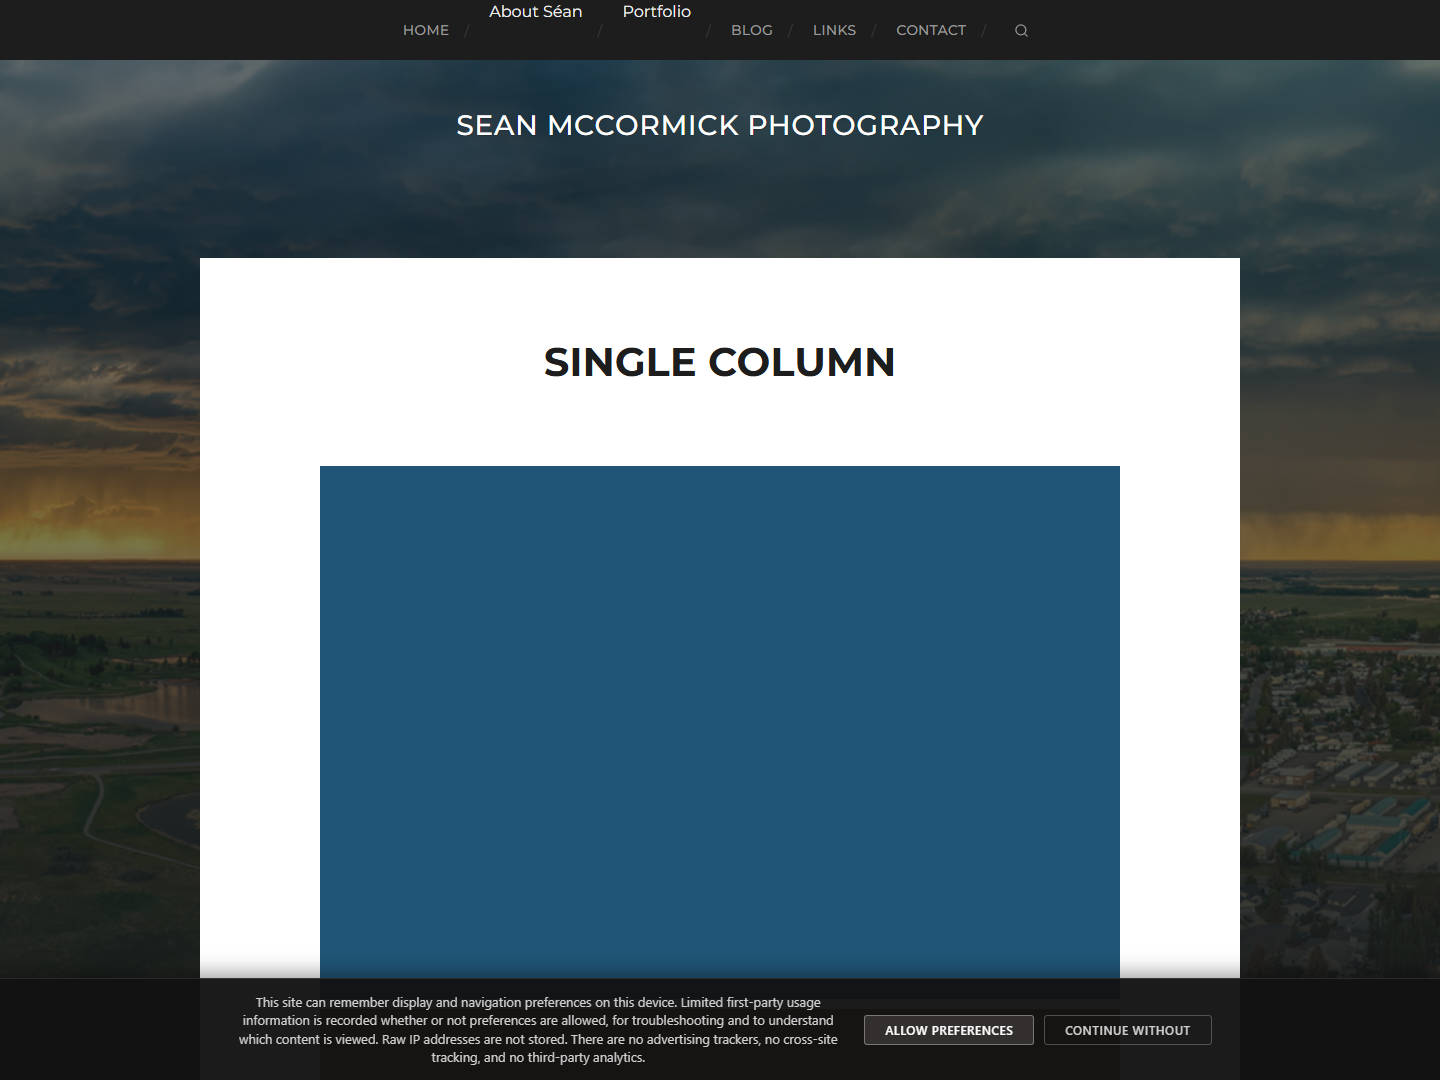 HOME / About Séan / Portfolio / BLOG / LINKS / CONTACT /
SEAN MCCORMICK PHOTOGRAPHY
SINGLE COLUMN
This site can remember display and navigation preferences on this device. Limited first-party usage
information is recorded whether or not preferences are allowed, for troubleshooting and to understand
which content is viewed. Raw IP addresses are not stored. There are no advertising trackers, no cross-site
tracking, and no third-party analytics.
ALLOW PREFERENCES
CONTINUE WITHOUT